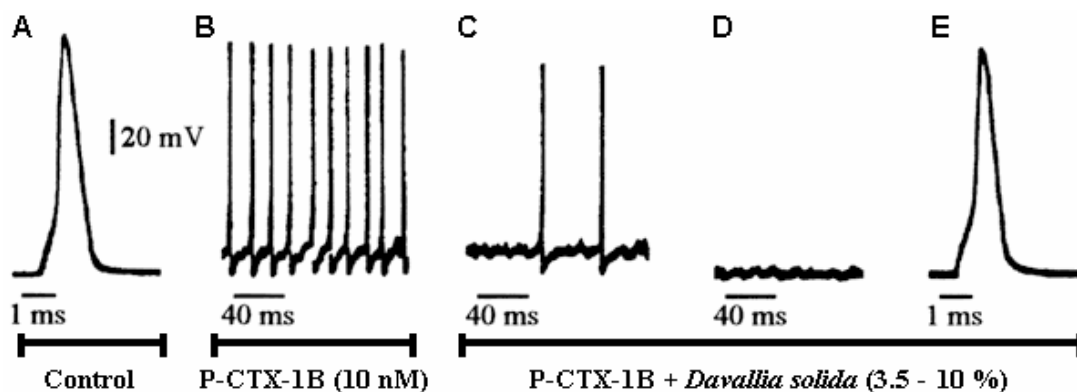 A B C D E
20 mV
1 ms 40 ms 40 ms 40 ms 1 ms
Control P-CTX-1B (10 nM) P-CTX-1B + Davallia solida (3.5 - 10 %)